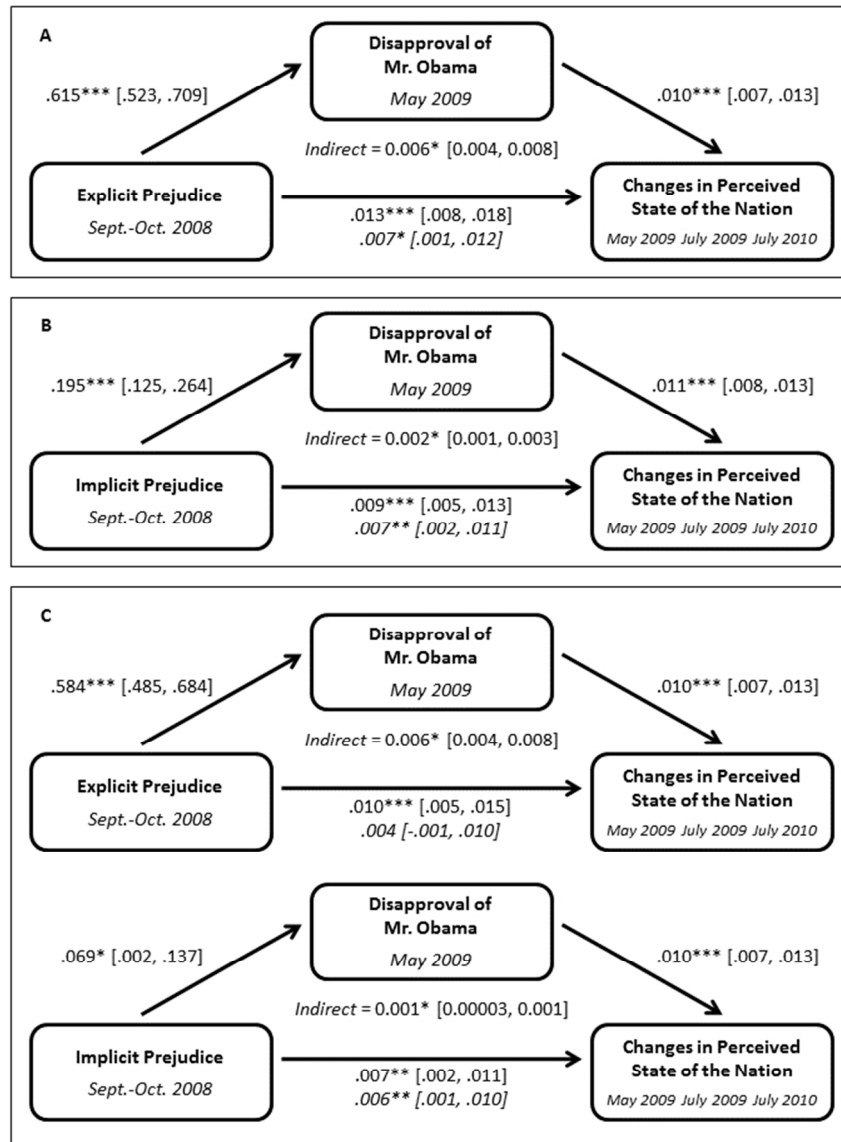 A
Disapproval of
Mr. Obama
May 2009
.615*** [.523, .709]
.010*** [.007, .013]
Indirect = 0.006* [0.004, 0.008]
Explicit Prejudice
Sept.-Oct. 2008
.013*** [.008, .018]
.007* [.001, .012]
Changes in Perceived
State of the Nation
May 2009 July 2009 July 2010
B
Disapproval of
Mr. Obama
May 2009
.195*** [.125, .264]
.011*** [.008, .013]
Indirect = 0.002* [0.001, 0.003]
Implicit Prejudice
Sept.-Oct. 2008
.009*** [.005, .013]
.007** [.002, .011]
Changes in Perceived
State of the Nation
May 2009 July 2009 July 2010
C
Disapproval of
Mr. Obama
May 2009
.584*** [.485, .684]
.010*** [.007, .013]
Indirect = 0.006* [0.004, 0.008]
Explicit Prejudice
Sept.-Oct. 2008
.010*** [.005, .015]
.004 [-.001, .010]
Changes in Perceived
State of the Nation
May 2009 July 2009 July 2010
Disapproval of
Mr. Obama
May 2009
.069* [.002, .137]
.010*** [.007, .013]
Indirect = 0.001* [0.00003, 0.001]
Implicit Prejudice
Sept.-Oct. 2008
.007** [.002, .011]
.006** [.001, .010]
Changes in Perceived
State of the Nation
May 2009 July 2009 July 2010